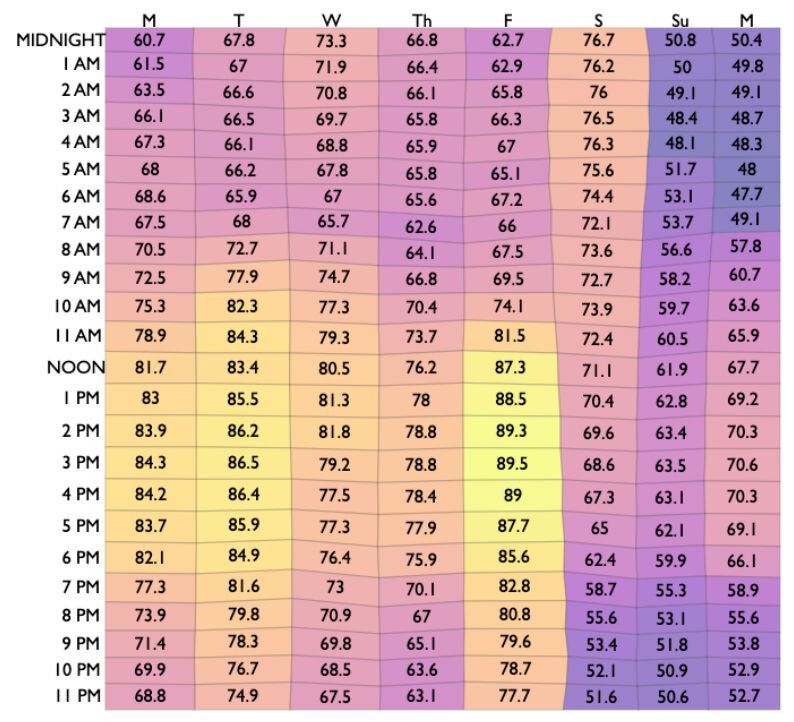 M T W Th F S Su M
MIDNIGHT 60.7 67.8 73.3 66.8 62.7 76.7 50.8 50.4
1 AM 61.5 67 71.9 66.4 62.9 76.2 50 49.8
2 AM 63.5 66.6 70.8 66.1 65.8 76 49.1 49.1
3 AM 66.1 66.5 69.7 65.8 66.3 76.5 48.4 48.7
4 AM 67.3 66.1 68.8 65.9 67 76.3 48.1 48.3
5 AM 68 66.2 67.8 65.8 65.1 75.6 51.7 48
6 AM 68.6 65.9 67 65.6 67.2 74.4 53.1 47.7
7 AM 67.5 68 65.7 62.6 66 72.1 53.7 49.1
8 AM 70.5 72.7 71.1 64.1 67.5 73.6 56.6 57.8
9 AM 72.5 77.9 74.7 66.8 69.5 72.7 58.2 60.7
10 AM 75.3 82.3 77.3 70.4 74.1 73.9 59.7 63.6
11 AM 78.9 84.3 79.3 73.7 81.5 72.4 60.5 65.9
NOON 81.7 83.4 80.5 76.2 87.3 71.1 61.9 67.7
1 PM 83 85.5 81.3 78 88.5 70.4 62.8 69.2
2 PM 83.9 86.2 81.8 78.8 89.3 69.6 63.4 70.3
3 PM 84.3 86.5 79.2 78.8 89.5 68.6 63.5 70.6
4 PM 84.2 86.4 77.5 78.4 89 67.3 63.1 70.3
5 PM 83.7 85.9 77.3 77.9 87.7 65 62.1 69.1
6 PM 82.1 84.9 76.4 75.9 85.6 62.4 59.9 66.1
7 PM 77.3 81.6 73 70.1 82.8 58.7 55.3 58.9
8 PM 73.9 79.8 70.9 67 80.8 55.6 53.1 55.6
9 PM 71.4 78.3 69.8 65.1 79.6 53.4 51.8 53.8
10 PM 69.9 76.7 68.5 63.6 78.7 52.1 50.9 52.9
11 PM 68.8 74.9 67.5 63.1 77.7 51.6 50.6 52.7